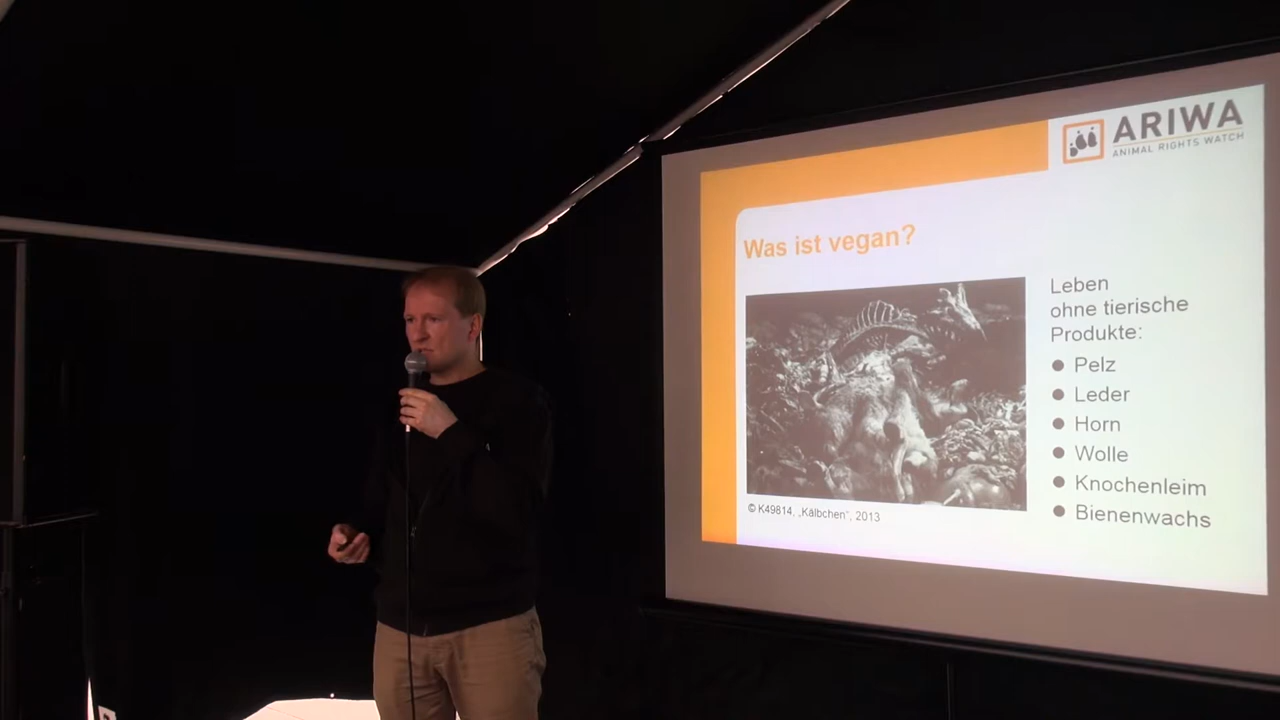 ARIWA
ANIMAL RIGHTS WATCH
Was ist vegan?
Leben
ohne tierische
Produkte:
● Pelz
● Leder
● Horn
● Wolle
● Knochenleim
● Bienenwachs
© K49814, „Kälbchen“, 2013